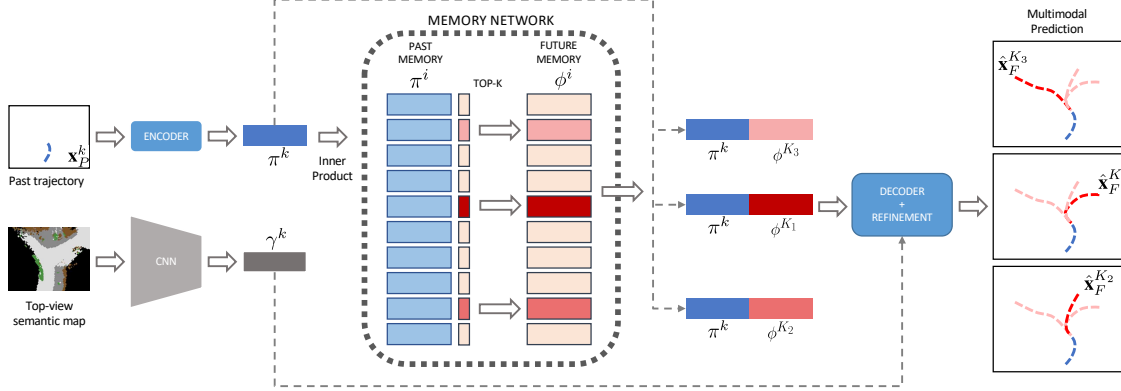 MEMORY NETWORK
PAST
MEMORY
π^i
TOP-K
FUTURE
MEMORY
φ^i
x_P^k
Past trajectory
ENCODER
π^k
Inner
Product
Top-view
semantic map
CNN
γ^k
π^k φ^{K_3}
π^k φ^{K_1}
π^k φ^{K_2}
DECODER
+
REFINEMENT
Multimodal
Prediction
x̂_F^{K_3}
x̂_F^K
x̂_F^{K_2}